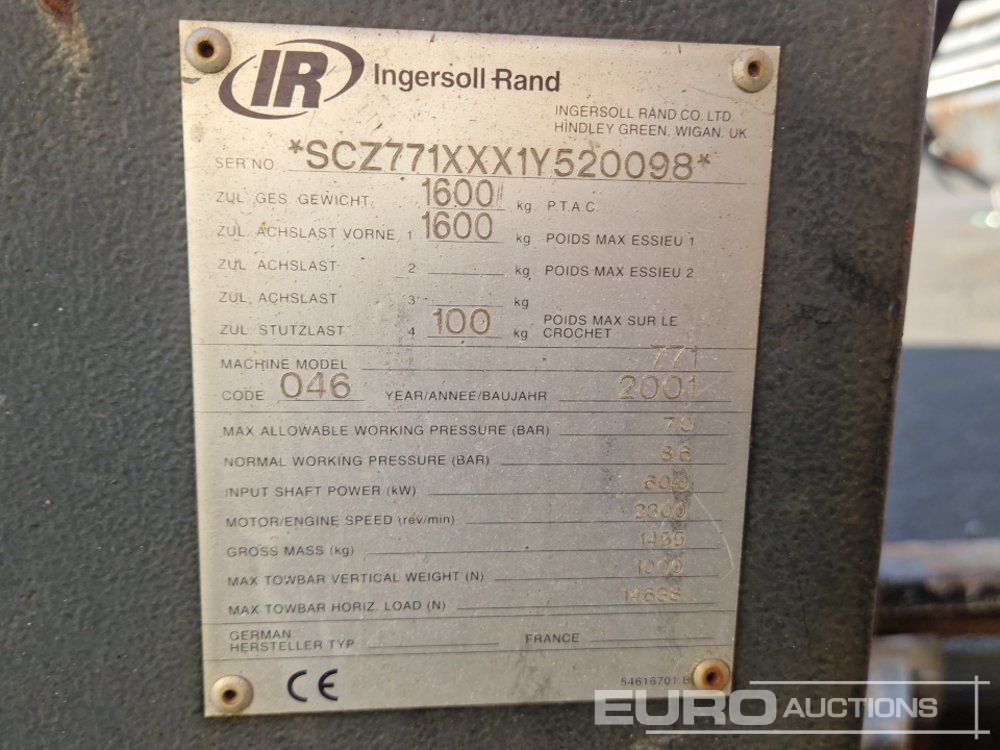 IR Ingersoll-Rand
INGERSOLL RAND CO. LTD.
HINDLEY GREEN, WIGAN. UK
SER NO *SCZ771XXX1Y520098*
ZUL GES GEWICHT 1600 kg P.T.A.C.
ZUL ACHSLAST VORNE 1 1600 kg POIDS MAX ESSIEU 1
ZUL ACHSLAST 2 kg POIDS MAX ESSIEU 2
ZUL ACHSLAST 3 kg
ZUL STUTZLAST 4 100 kg POIDS MAX SUR LE CROCHET
MACHINE MODEL 771
CODE 046 YEAR/ANNEE/BAUJAHR 2001
MAX ALLOWABLE WORKING PRESSURE (BAR) 7.0
NORMAL WORKING PRESSURE (BAR)
INPUT SHAFT POWER (kW)
MOTOR/ENGINE SPEED (rev/min)
GROSS MASS (kg)
MAX TOWBAR VERTICAL WEIGHT (N) 1000
MAX TOWBAR HORIZ. LOAD (N) 14638
GERMAN HERSTELLER TYP FRANCE
CE
54616701
EURO AUCTIONS